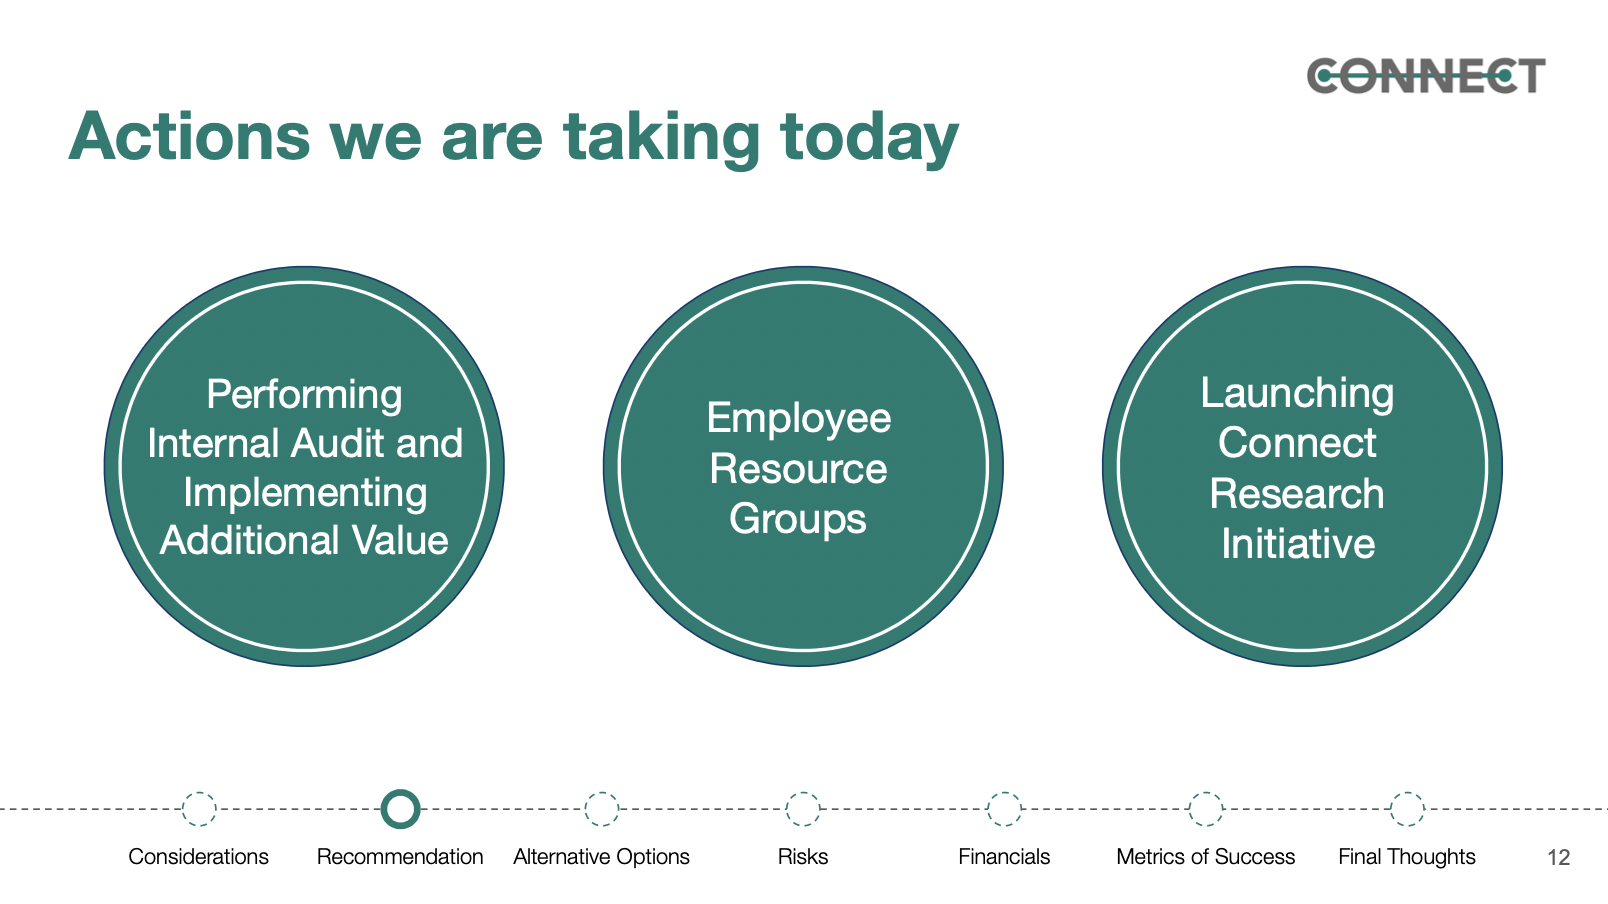 CONNECT
Actions we are taking today
Performing
Internal Audit and
Implementing
Additional Value
Employee
Resource
Groups
Launching
Connect
Research
Initiative
Considerations
Recommendation
Alternative Options
Risks
Financials
Metrics of Success
Final Thoughts
12